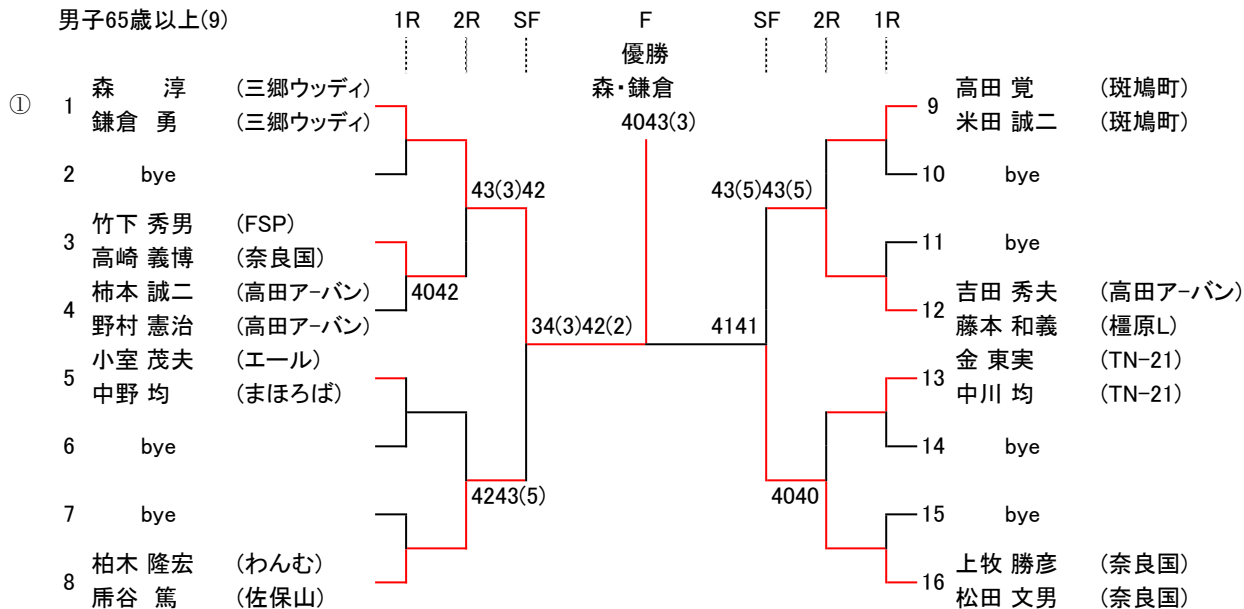 男子65歳以上(9)
1R 2R SF F SF 2R 1R
優勝
森・鎌倉
4043(3)
① 1 森 淳 (三郷ウッディ)
鎌倉 勇 (三郷ウッディ)
2 bye
43(3)42
3 竹下 秀男 (FSP)
高崎 義博 (奈良国)
4042
4 柿本 誠二 (高田アーバン)
野村 憲治 (高田アーバン)
34(3)42(2)
5 小室 茂夫 (エール)
中野 均 (まほろば)
6 bye
4243(5)
7 bye
8 柏木 隆宏 (わんむ)
乕谷 篤 (佐保山)
9 高田 覚 (斑鳩町)
米田 誠二 (斑鳩町)
10 bye
43(5)43(5)
11 bye
12 吉田 秀夫 (高田アーバン)
藤本 和義 (橿原L)
4141
13 金 東実 (TN-21)
中川 均 (TN-21)
14 bye
4040
15 bye
16 上牧 勝彦 (奈良国)
松田 文男 (奈良国)